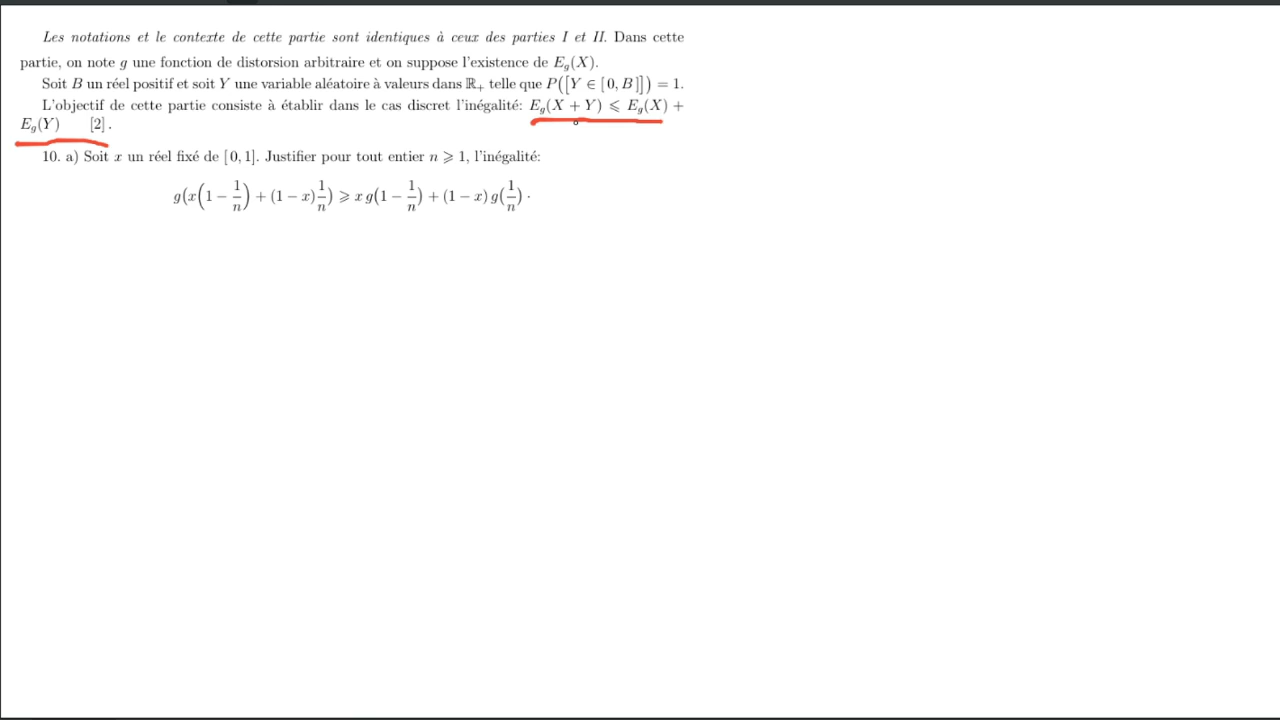 Les notations et le contexte de cette partie sont identiques à ceux des parties I et II. Dans cette
partie, on note g une fonction de distorsion arbitraire et on suppose l'existence de E_g(X).
Soit B un réel positif et soit Y une variable aléatoire à valeurs dans ℝ₊ telle que P([Y ∈ [0, B]]) = 1.
L'objectif de cette partie consiste à établir dans le cas discret l'inégalité: E_g(X + Y) ⩽ E_g(X) +
E_g(Y) [2].
10. a) Soit x un réel fixé de [0, 1]. Justifier pour tout entier n ⩾ 1, l'inégalité:
g(x(1 − 1/n) + (1 − x)1/n) ⩾ x g(1 − 1/n) + (1 − x) g(1/n) ·